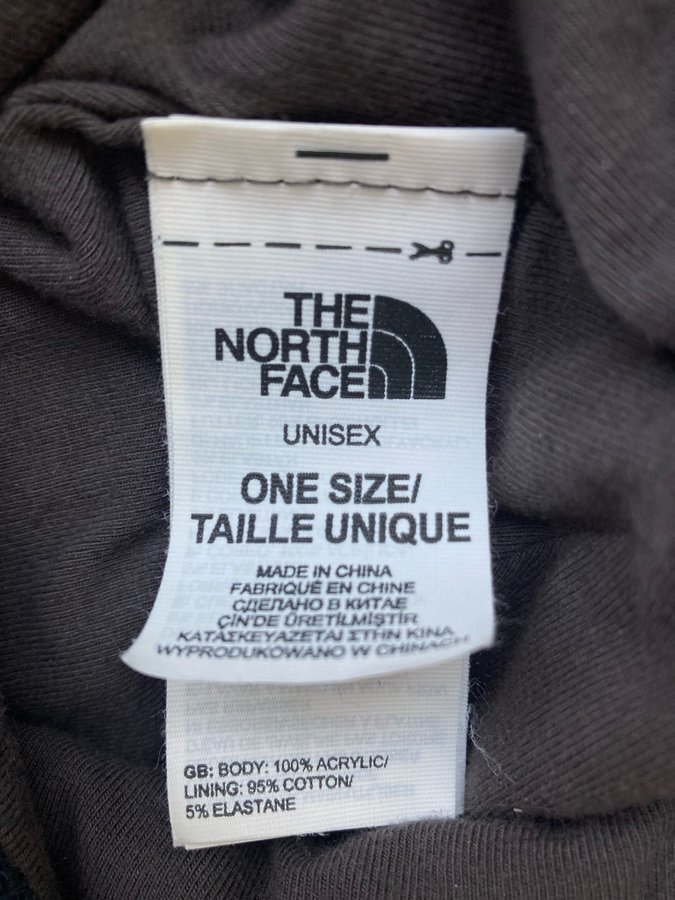 THE
NORTH
FACE
UNISEX
ONE SIZE/
TAILLE UNIQUE
MADE IN CHINA
FABRIQUÉ EN CHINE
СДЕЛАНО В КИТАЕ
ÇİN'DE ÜRETİLMİŞTİR
ΚΑΤΑΣΚΕΥΑΖΕΤΑΙ ΣΤΗΝ ΚΙΝΑ
WYPRODUKOWANO W CHINACH
GB: BODY: 100% ACRYLIC/
LINING: 95% COTTON/
5% ELASTANE